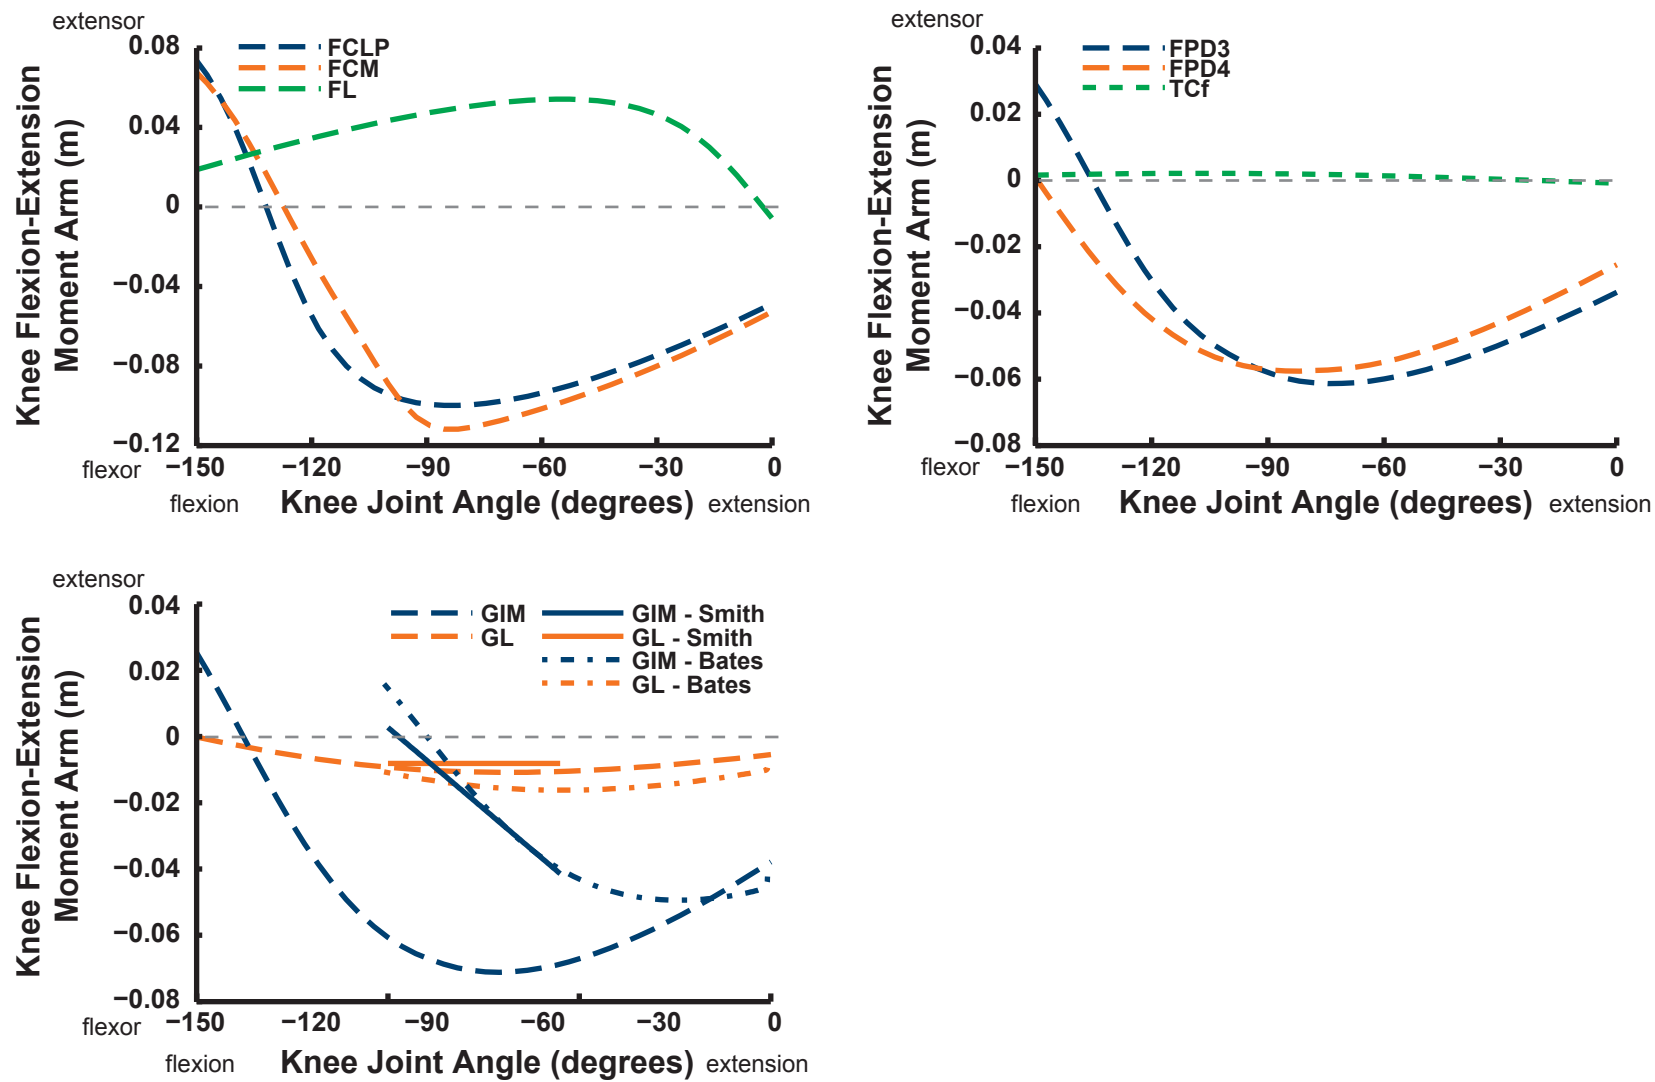 extensor
0.08
0.04
0
−0.04
−0.08
−0.12
Knee Flexion-Extension
Moment Arm (m)
FCLP
FCM
FL
flexor
−150
−120
−90
−60
−30
0
flexion
Knee Joint Angle (degrees)
extension
extensor
0.04
0.02
0
−0.02
−0.04
−0.06
−0.08
Knee Flexion-Extension
Moment Arm (m)
FPD3
FPD4
TCf
flexor
−150
−120
−90
−60
−30
0
flexion
Knee Joint Angle (degrees)
extension
extensor
0.04
0.02
0
−0.02
−0.04
−0.06
−0.08
Knee Flexion-Extension
Moment Arm (m)
GIM
GL
GIM - Smith
GL - Smith
GIM - Bates
GL - Bates
flexor
−150
−120
−90
−60
−30
0
flexion
Knee Joint Angle (degrees)
extension